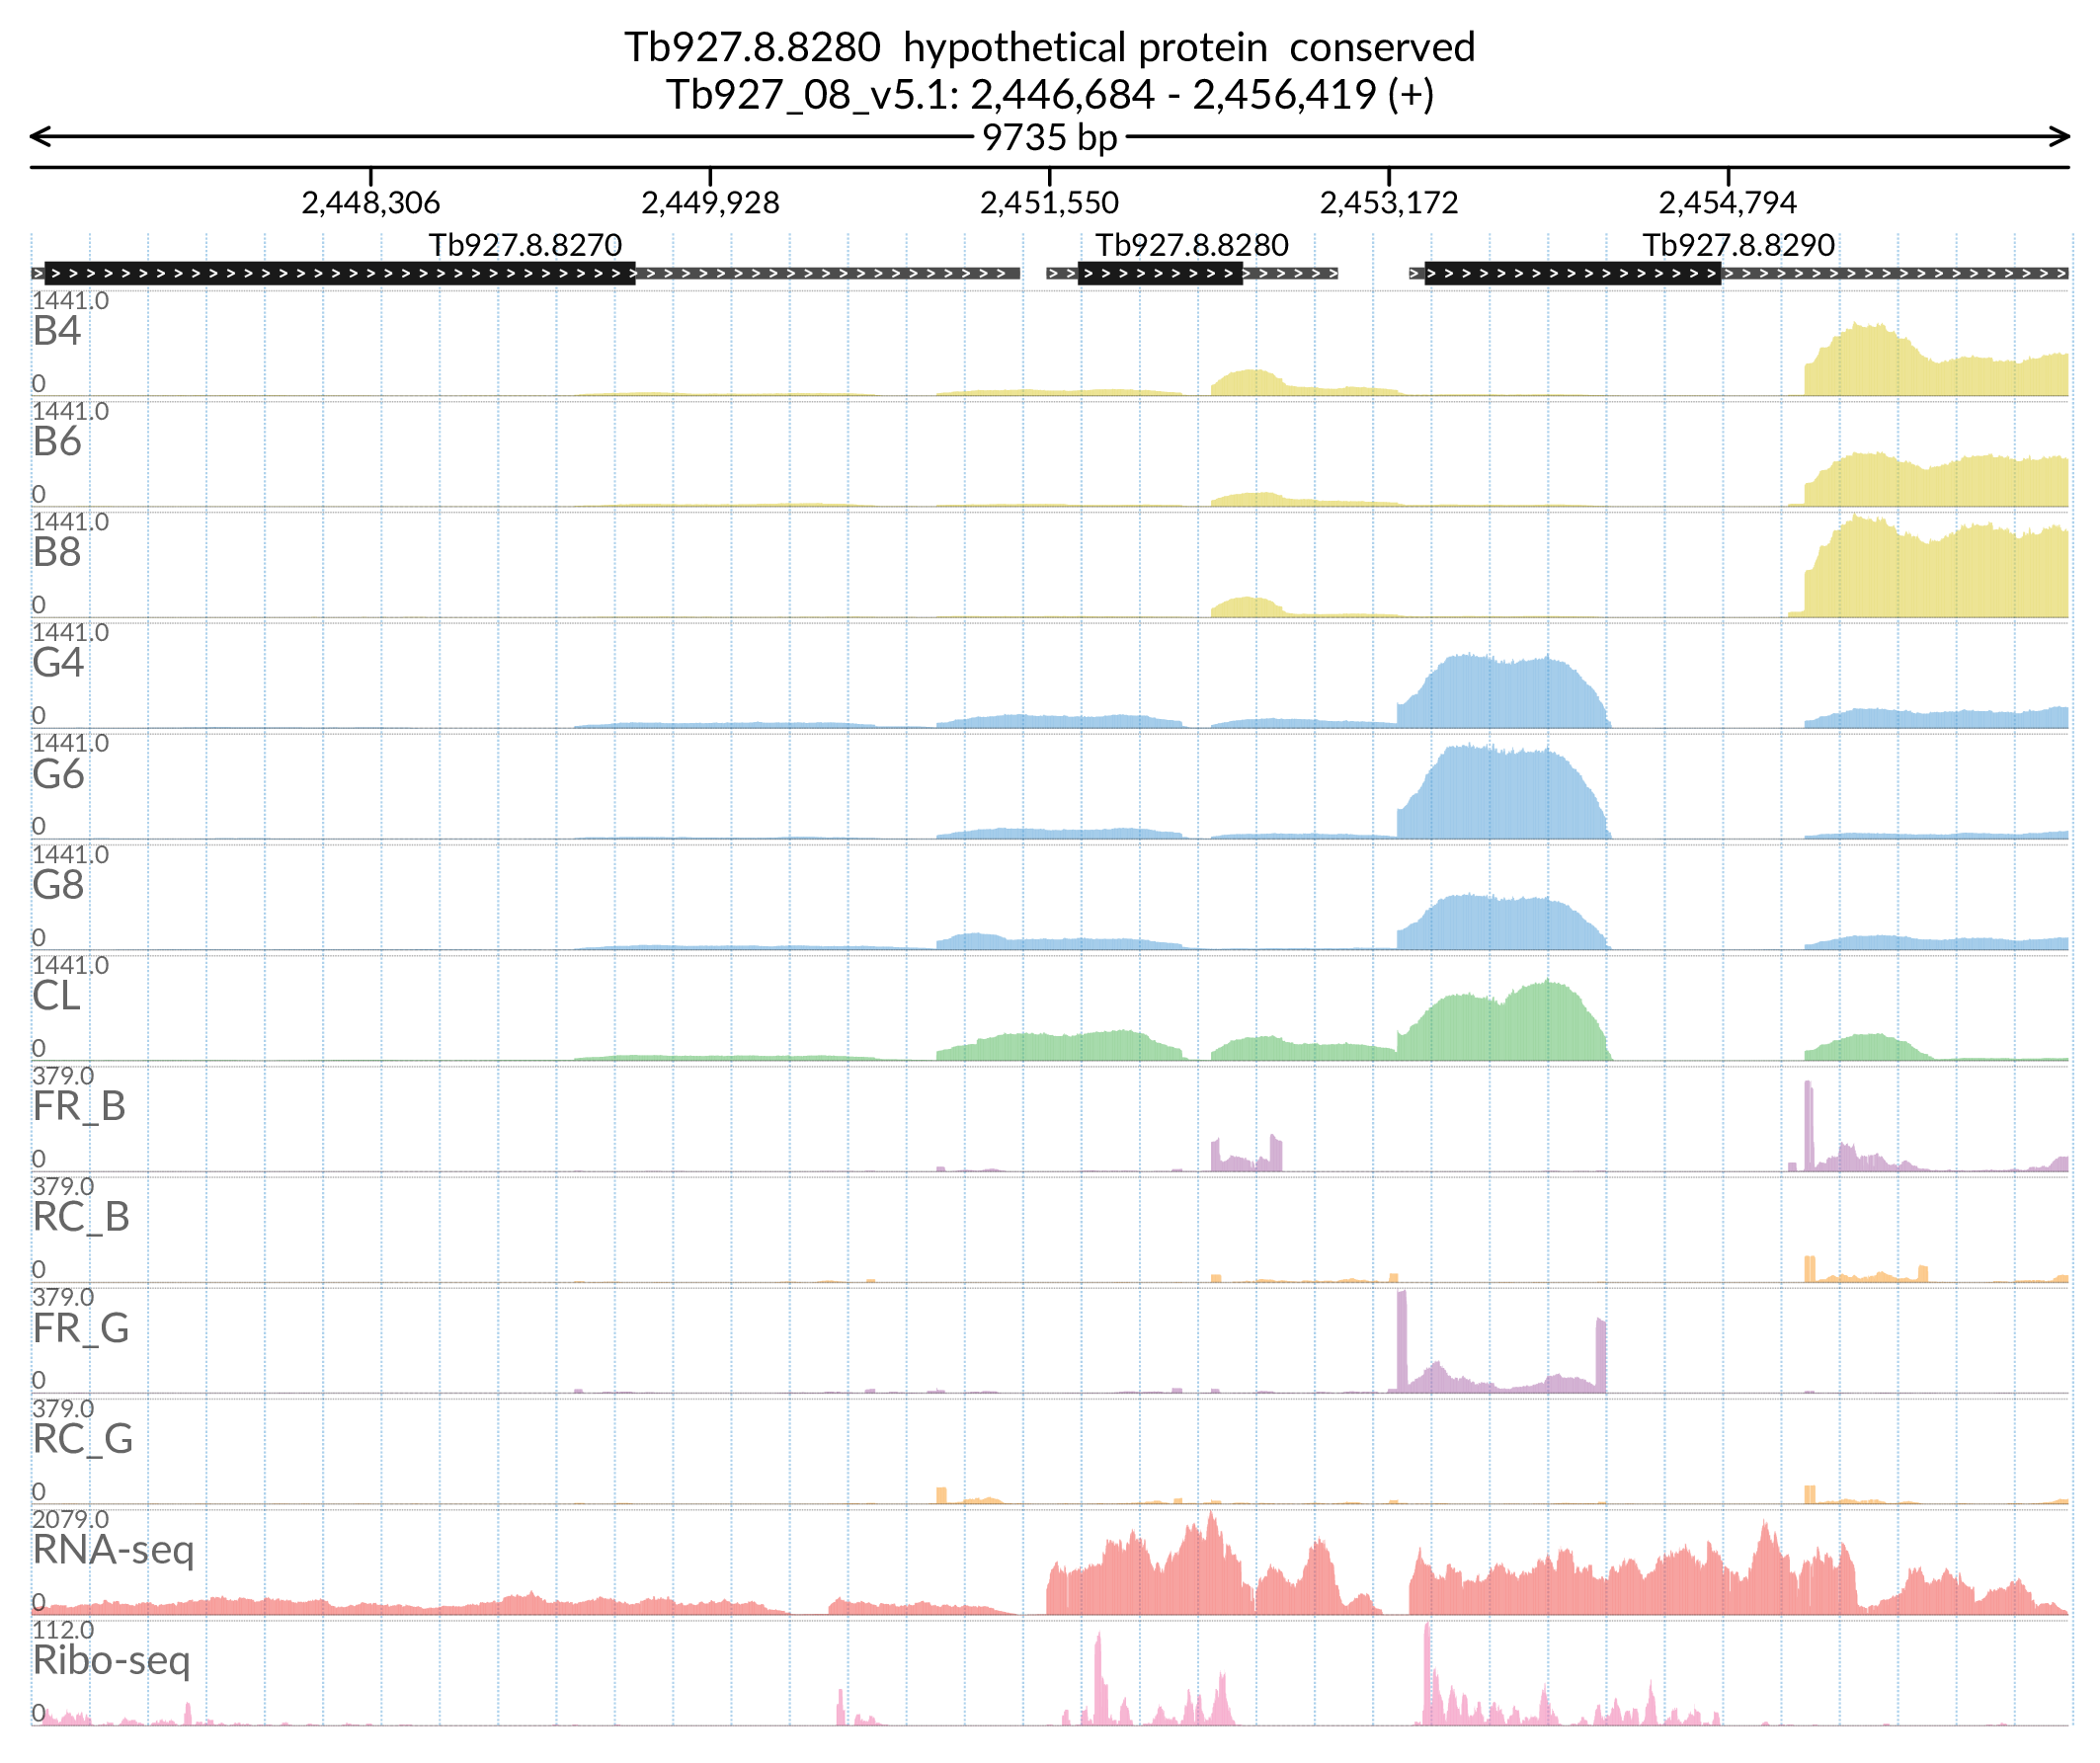 Tb927.8.8280  hypothetical protein  conserved
Tb927_08_v5.1: 2,446,684 - 2,456,419 (+)
9735 bp
2,448,306 2,449,928 2,451,550 2,453,172 2,454,794
Tb927.8.8270 Tb927.8.8280 Tb927.8.8290
1441.0
B4
0
1441.0
B6
0
1441.0
B8
0
1441.0
G4
0
1441.0
G6
0
1441.0
G8
0
1441.0
CL
0
379.0
FR_B
0
379.0
RC_B
0
379.0
FR_G
0
379.0
RC_G
0
2079.0
RNA-seq
0
112.0
Ribo-seq
0